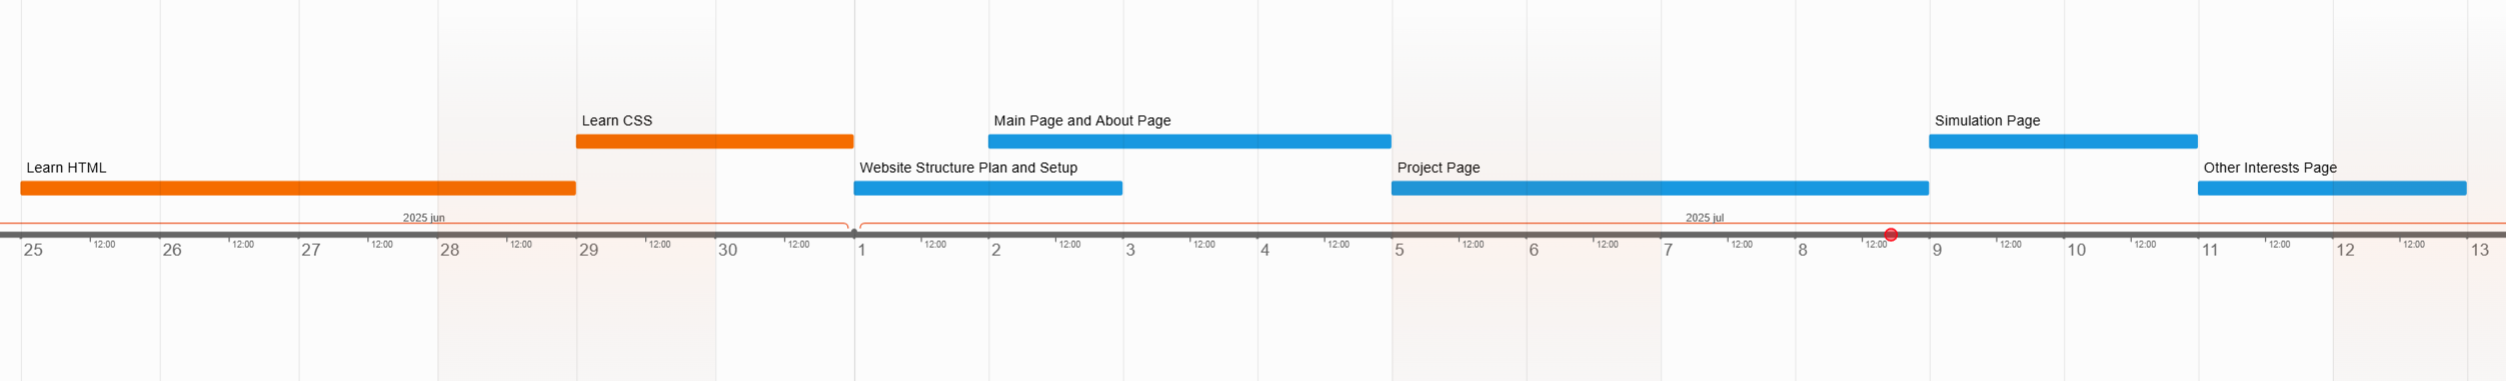 Learn CSS
Main Page and About Page
Simulation Page
Learn HTML
Website Structure Plan and Setup
Project Page
Other Interests Page
2025 jun
2025 jul
25 12:00 26 12:00 27 12:00 28 12:00 29 12:00 30 12:00 1 12:00 2 12:00 3 12:00 4 12:00 5 12:00 6 12:00 7 12:00 8 12:00 9 12:00 10 12:00 11 12:00 12 12:00 13